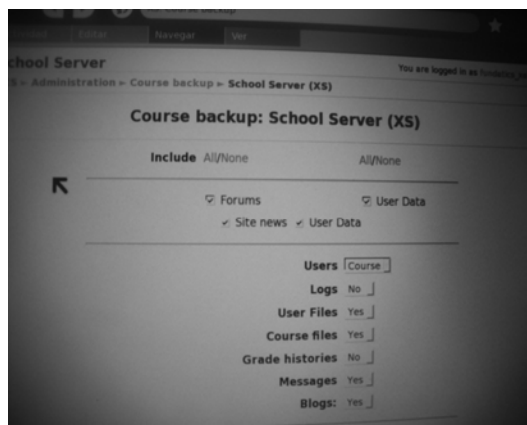 Editar Navegar Ver
School Server
You are logged in as
Administration ► Course backup ► School Server (XS)
Course backup: School Server (XS)
Include All/None All/None
Forums User Data
Site news User Data
Users Course
Logs No
User Files Yes
Course files Yes
Grade histories No
Messages Yes
Blogs: Yes